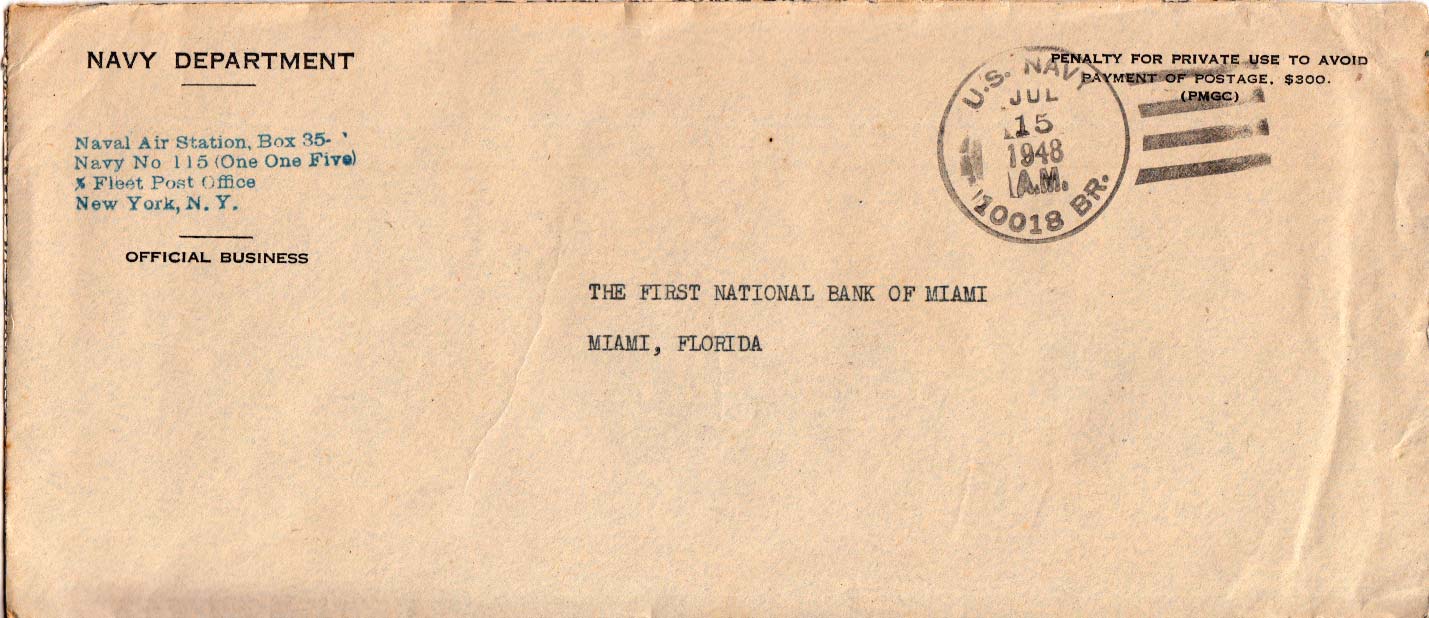 NAVY DEPARTMENT
Naval Air Station, Box 35-
Navy No 115 (One One Five)
% Fleet Post Office
New York, N. Y.
OFFICIAL BUSINESS
U.S. NAVY
JUL
15
1948
A.M.
10018 BR.
PENALTY FOR PRIVATE USE TO AVOID
PAYMENT OF POSTAGE, $300.
(PMGC)
THE FIRST NATIONAL BANK OF MIAMI
MIAMI, FLORIDA